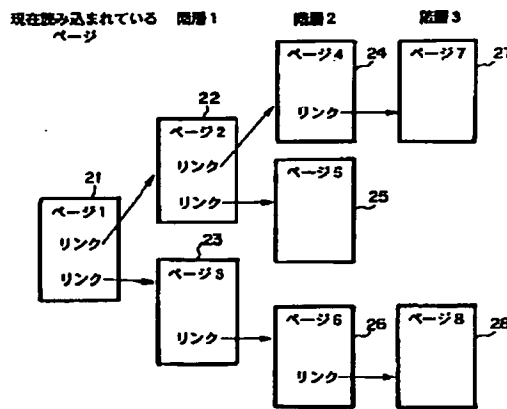 現在読み込まれている
ページ
階層1
階層2
階層3
21
ページ1
リンク
リンク
22
ページ2
リンク
リンク
23
ページ3
リンク
ページ4
24
リンク
ページ5
25
ページ6
26
リンク
ページ7
27
ページ8
28